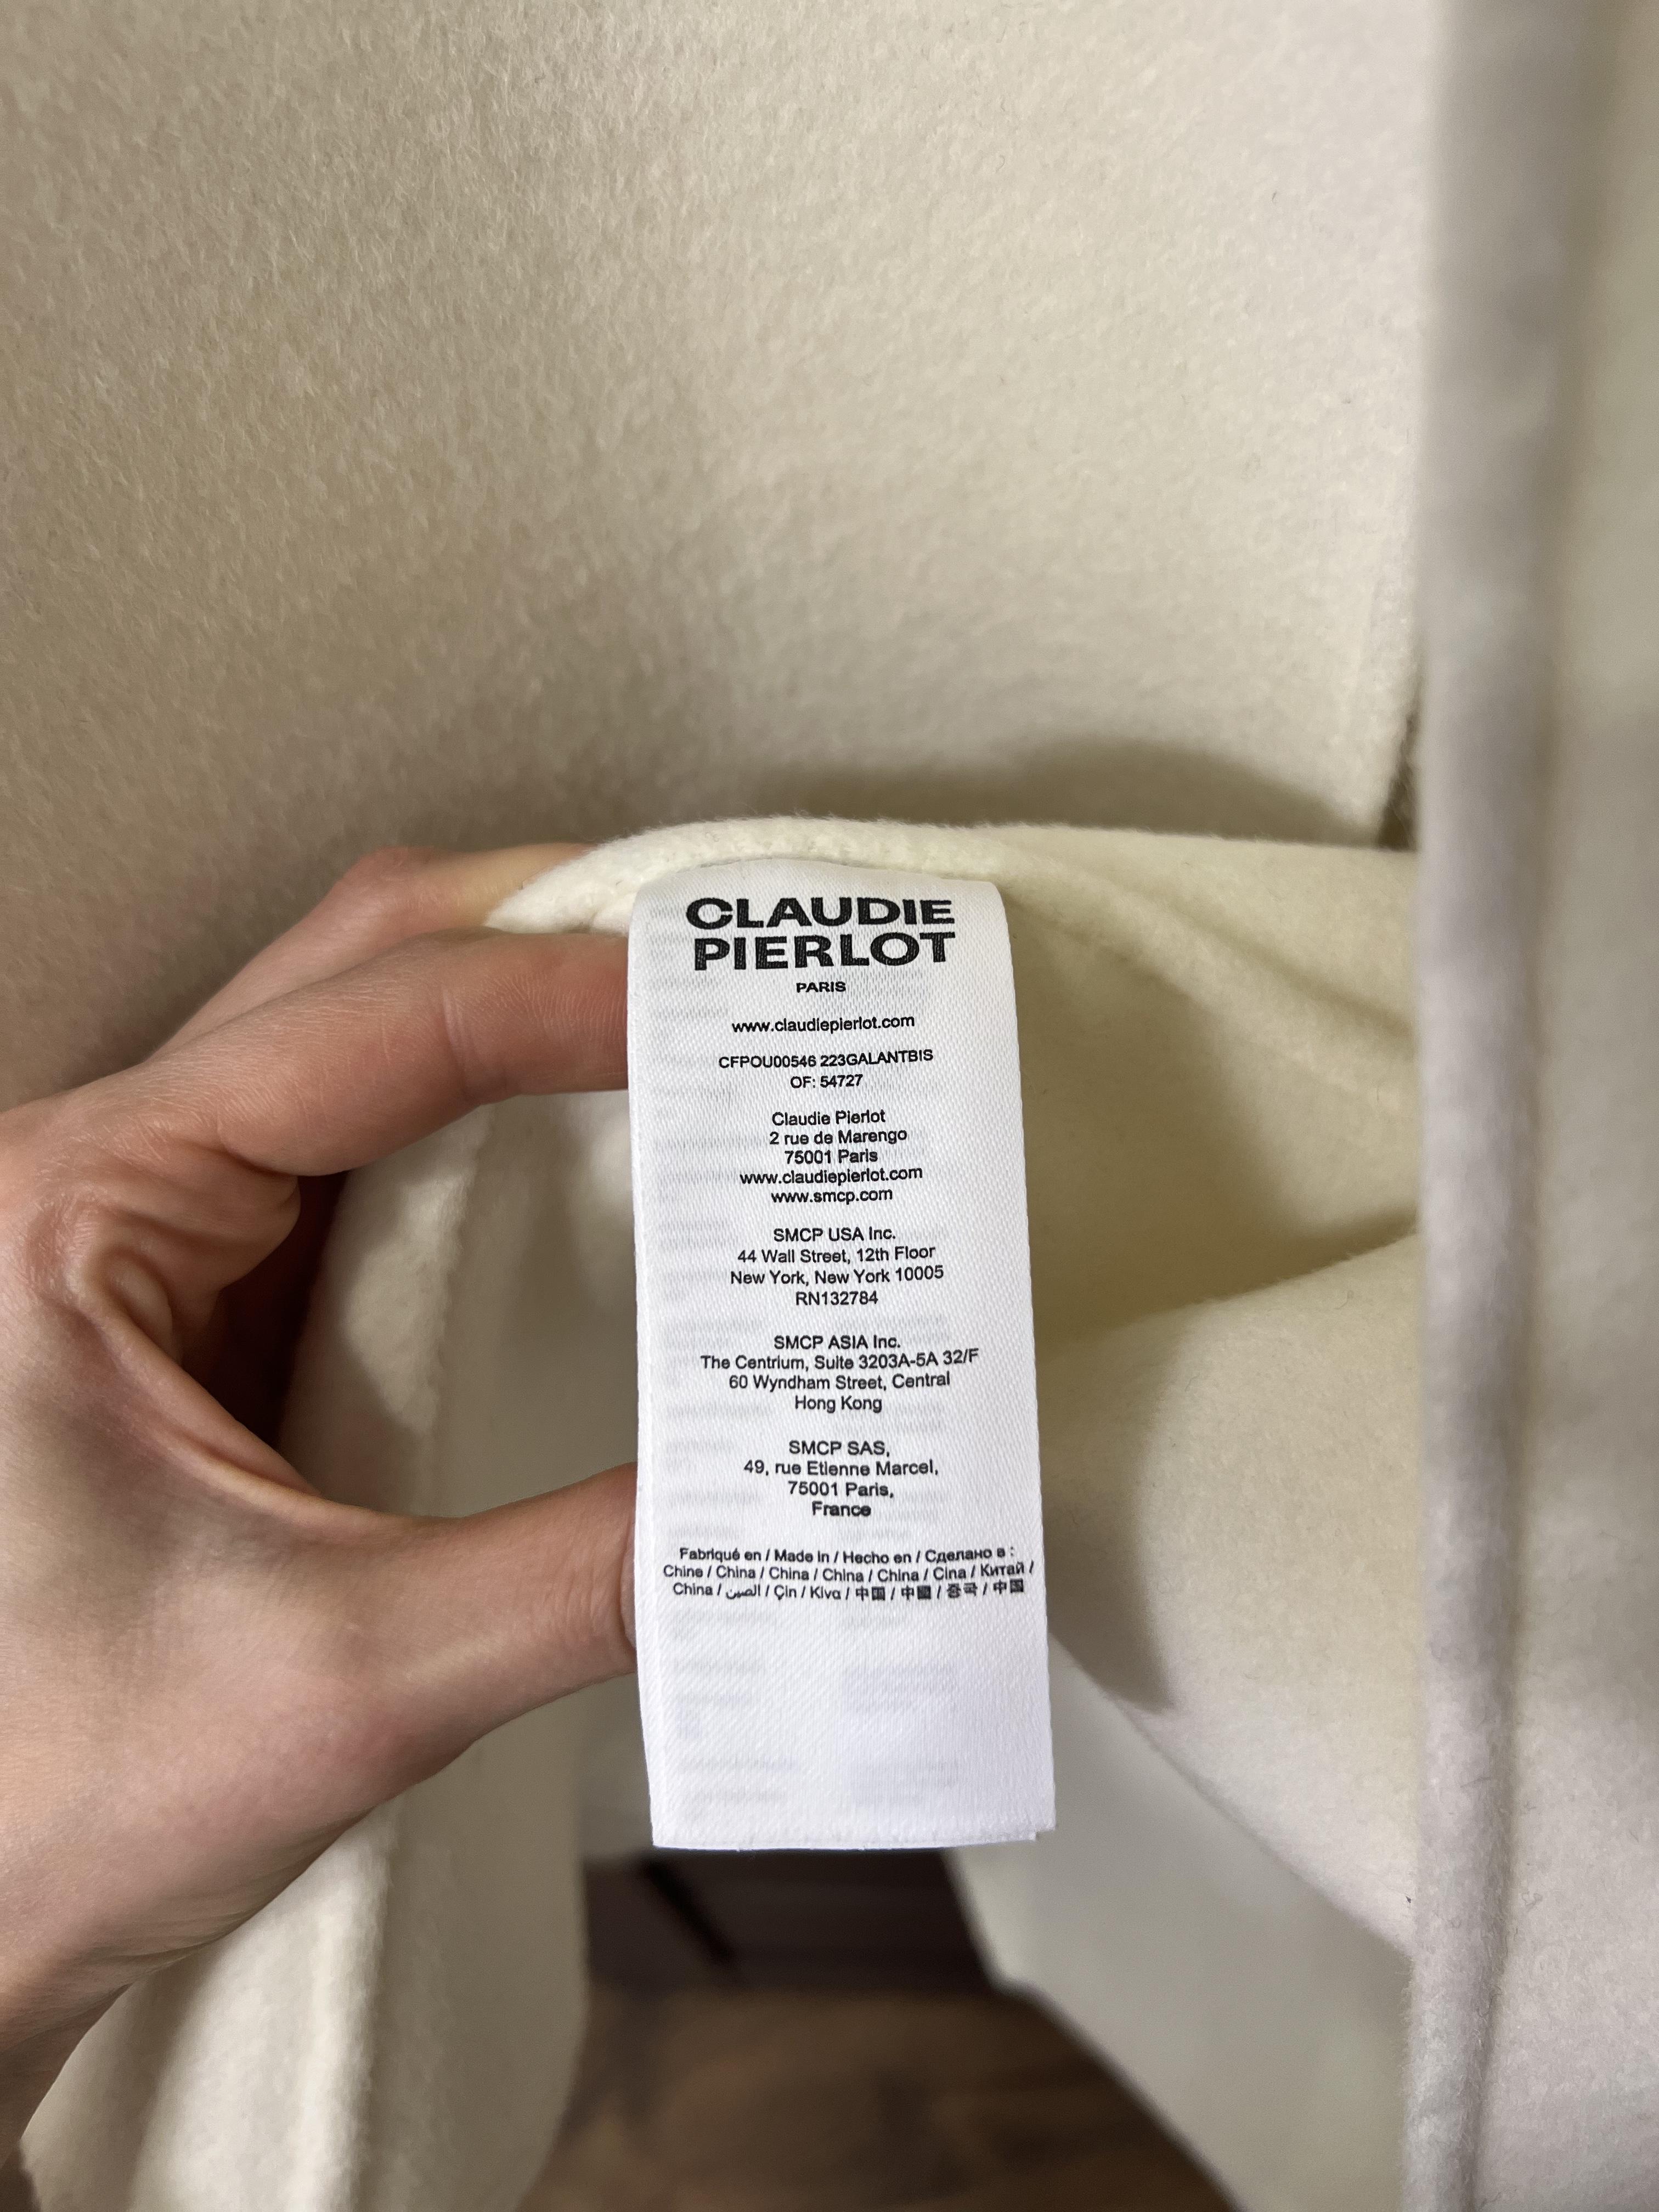 CLAUDIE
PIERLOT
PARIS
www.claudiepierlot.com
CFPOU00546 223GALANTBIS
OF: 54727
Claudie Pierlot
2 rue de Marengo
75001 Paris
www.claudiepierlot.com
www.smcp.com
SMCP USA Inc.
44 Wall Street, 12th Floor
New York, New York 10005
RN132784
SMCP ASIA Inc.
The Centrium, Suite 3203A-5A 32/F
60 Wyndham Street, Central
Hong Kong
SMCP SAS,
49, rue Etienne Marcel,
75001 Paris,
France
Fabriqué en / Made in / Hecho en / Сделано в :
Chine / China / China / China / China / Cina / Китай /
China / الصين / Çin / Kiva / 中国 / 中國 / 중국 / 中国